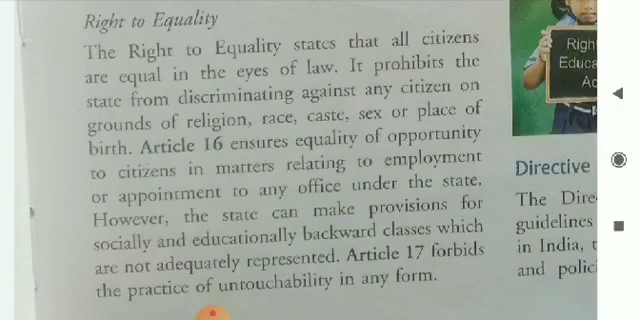 Right to Equality
The Right to Equality states that all citizens
are equal in the eyes of law. It prohibits the
state from discriminating against any citizen on
grounds of religion, race, caste, sex or place of
birth. Article 16 ensures equality of opportunity
to citizens in matters relating to employment
or appointment to any office under the state.
However, the state can make provisions for
socially and educationally backward classes which
are not adequately represented. Article 17 forbids
the practice of untouchability in any form.
Righ
Educa
Ac
Directive
The Dire
guidelines
in India, t
and polic